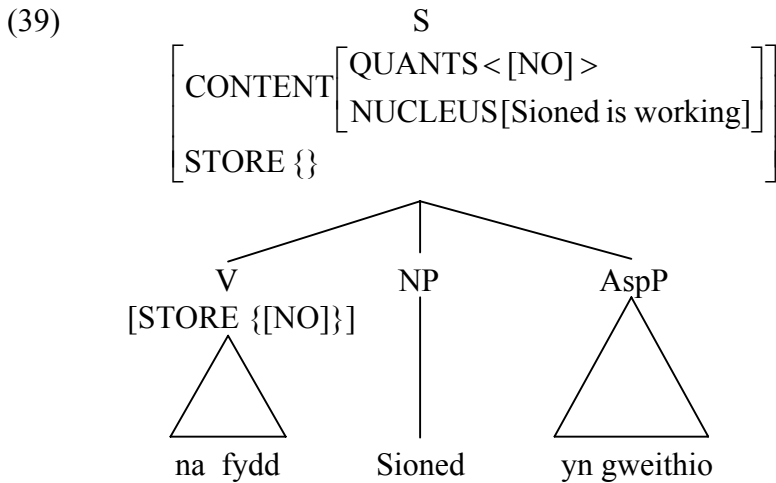 (39) S
QUANTS<[NO]>
CONTENT
NUCLEUS[Sioned is working]
STORE {}
V NP AspP
[STORE {[NO]}]
na fydd Sioned yn gweithio